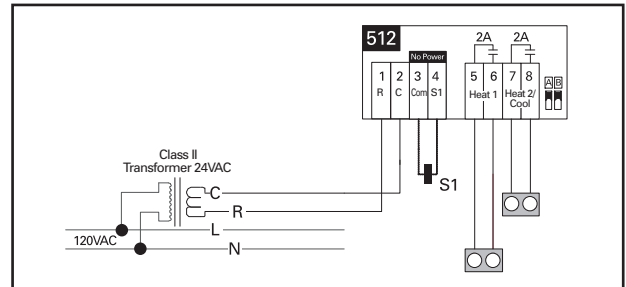 512
No Power
2A 2A
1 2 3 4 5 6 7 8
R C Com S1 Heat 1 Heat 2/
Cool
A B
Class II
Transformer 24VAC
S1
C
R
L
120VAC
N